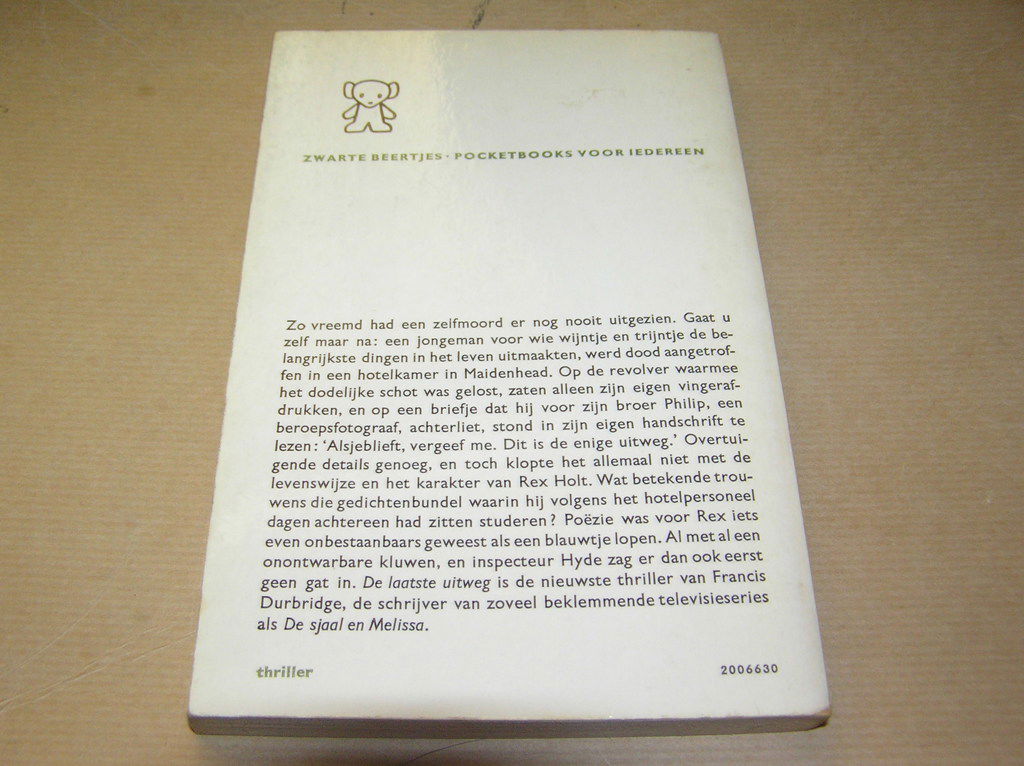 ZWARTE BEERTJES · POCKETBOOKS VOOR IEDEREEN
Zo vreemd had een zelfmoord er nog nooit uitgezien. Gaat u
zelf maar na: een jongeman voor wie wijntje en trijntje de be-
langrijkste dingen in het leven uitmaakten, werd dood aangetrof-
fen in een hotelkamer in Maidenhead. Op de revolver waarmee
het dodelijke schot was gelost, zaten alleen zijn eigen vingeraf-
drukken, en op een briefje dat hij voor zijn broer Philip, een
beroepsfotograaf, achterliet, stond in zijn eigen handschrift te
lezen: ‘Alsjeblieft, vergeef me. Dit is de enige uitweg.’ Overtui-
gende details genoeg, en toch klopte het allemaal niet met de
levenswijze en het karakter van Rex Holt. Wat betekende trou-
wens die gedichtenbundel waarin hij volgens het hotelpersoneel
dagen achtereen had zitten studeren? Poëzie was voor Rex iets
even onbestaanbaars geweest als een blauwtje lopen. Al met al een
onontwarbare kluwen, en inspecteur Hyde zag er dan ook eerst
geen gat in. De laatste uitweg is de nieuwste thriller van Francis
Durbridge, de schrijver van zoveel beklemmende televisieseries
als De sjaal en Melissa.
thriller
2006630